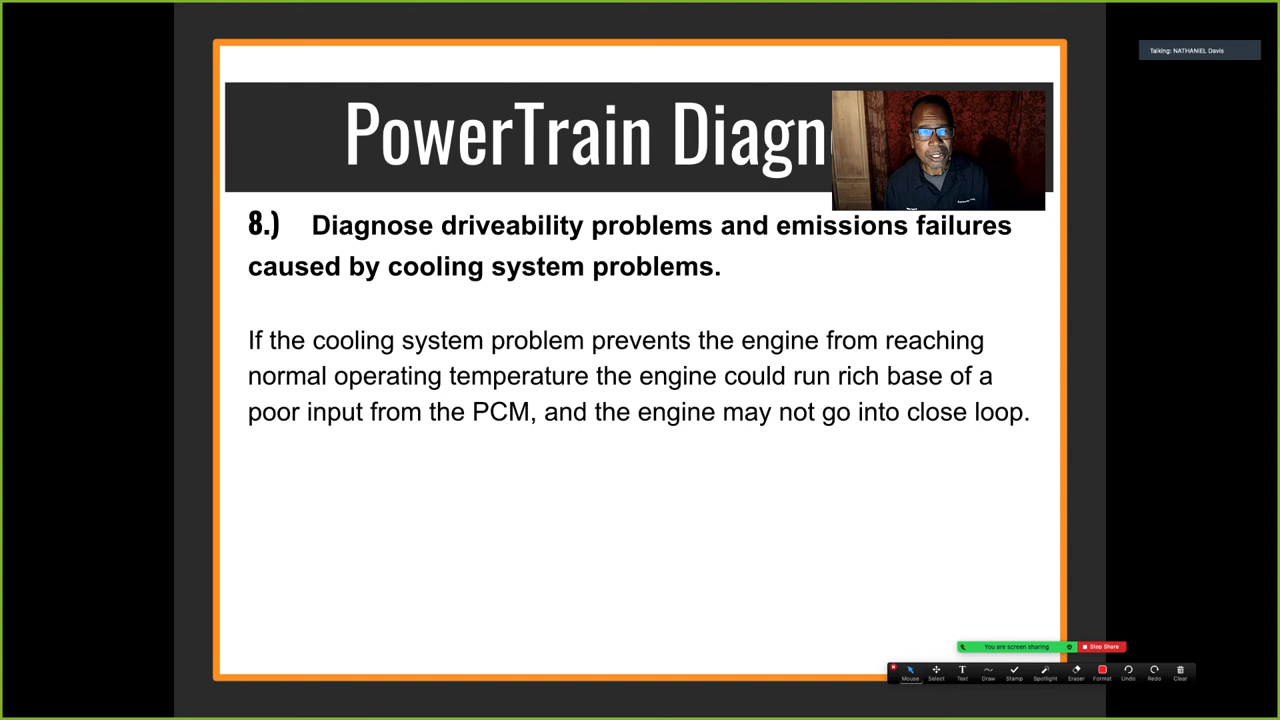 Talking: NATHANIEL Davis
PowerTrain Diagn
8.) Diagnose driveability problems and emissions failures
caused by cooling system problems.
If the cooling system problem prevents the engine from reaching
normal operating temperature the engine could run rich base of a
poor input from the PCM, and the engine may not go into close loop.
You are screen sharing
Stop Share
Mouse Select Text Draw Stamp Spotlight Eraser Format Undo Redo Clear